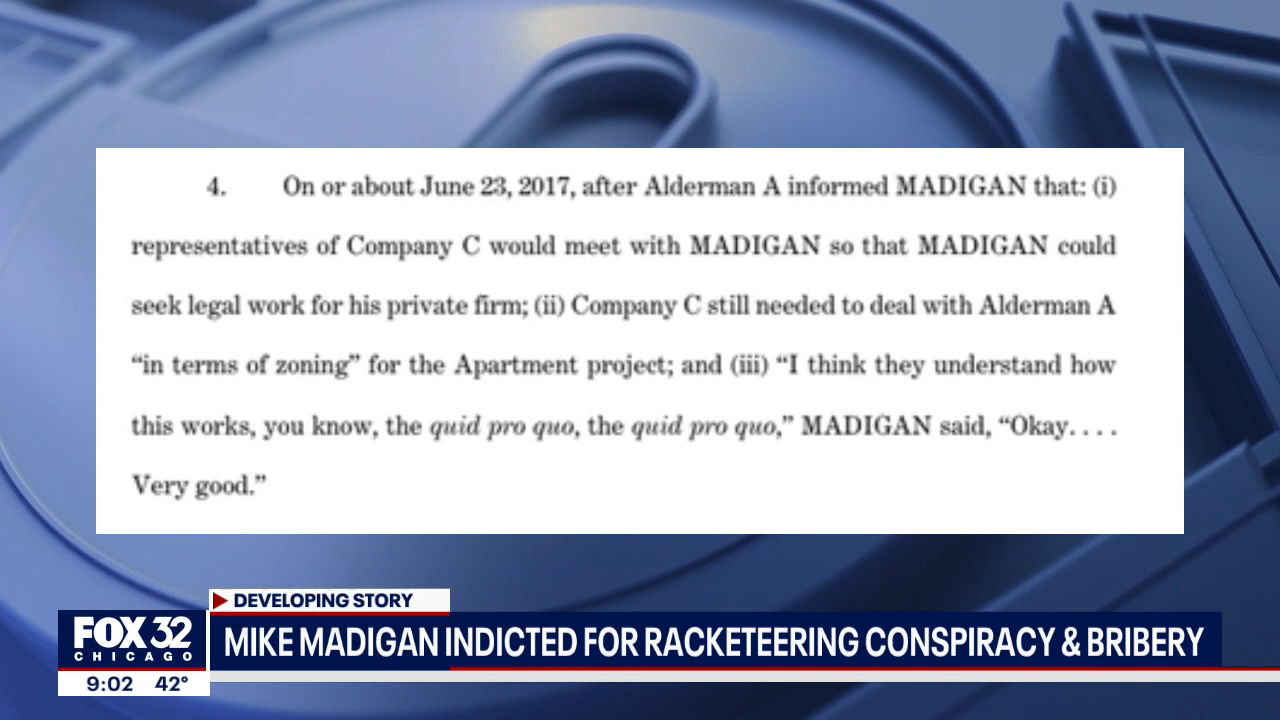 4. On or about June 23, 2017, after Alderman A informed MADIGAN that: (i)
representatives of Company C would meet with MADIGAN so that MADIGAN could
seek legal work for his private firm; (ii) Company C still needed to deal with Alderman A
“in terms of zoning” for the Apartment project; and (iii) “I think they understand how
this works, you know, the quid pro quo, the quid pro quo,” MADIGAN said, “Okay. . . .
Very good.”
DEVELOPING STORY
FOX 32
CHICAGO
MIKE MADIGAN INDICTED FOR RACKETEERING CONSPIRACY & BRIBERY
9:02 42°